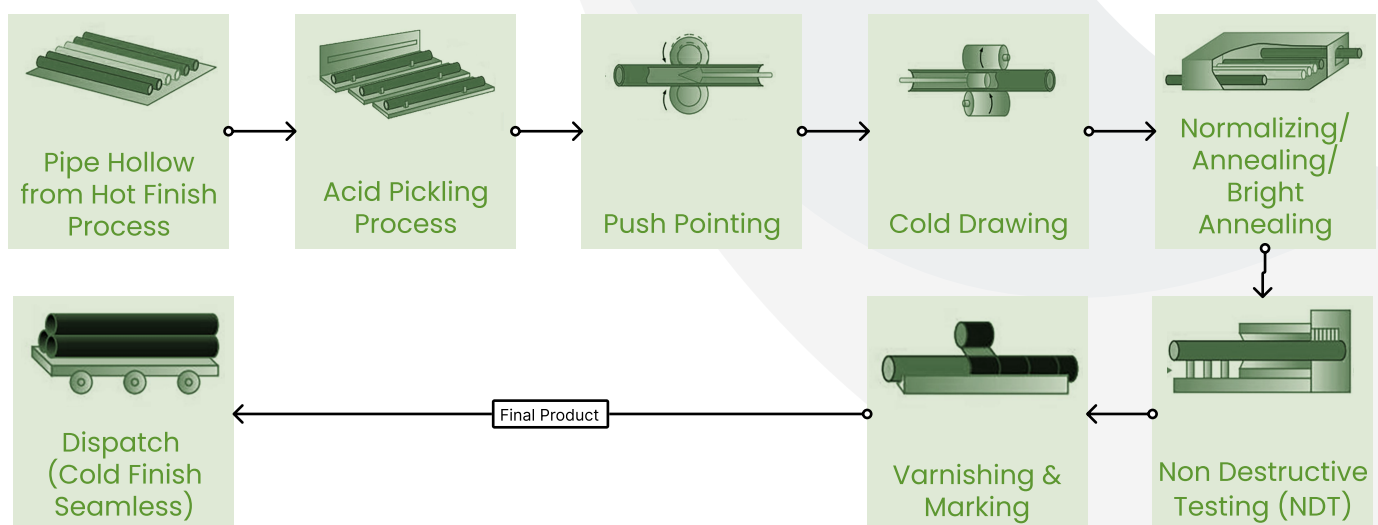 Pipe Hollow
from Hot Finish
Process
Acid Pickling
Process
Push Pointing
Cold Drawing
Normalizing/
Annealing/
Bright
Annealing
Dispatch
(Cold Finish
Seamless)
Final Product
Varnishing &
Marking
Non Destructive
Testing (NDT)